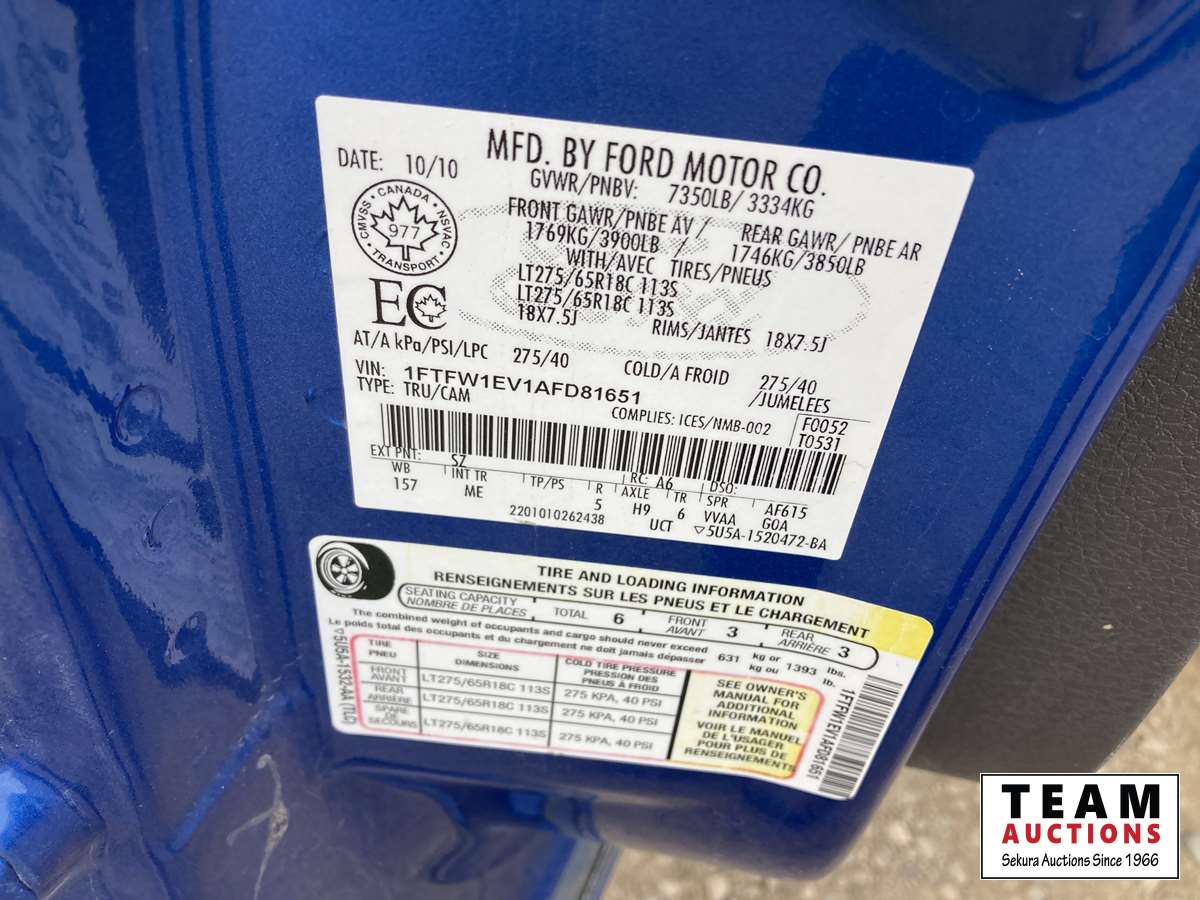 MFD. BY FORD MOTOR CO.
DATE: 10/10
GVWR/PNBV: 7350LB/ 3334KG
FRONT GAWR/PNBE AV / REAR GAWR/ PNBE AR
1769KG/3900LB / 1746KG/3850LB
WITH/AVEC TIRES/PNEUS
LT275/65R18C 113S
LT275/65R18C 113S
18X7.5J RIMS/JANTES 18X7.5J
CANADA
CMVSS • NSVAC
977
TRANSPORT
EC
AT/A kPa/PSI/LPC 275/40 COLD/A FROID 275/40
/JUMELEES
VIN: 1FTFW1EV1AFD81651
TYPE: TRU/CAM
COMPLIES: ICES/NMB-002
F0052
T0531
EXT PNT: SZ RC: A6 DSO: AF615
WB INT TR TP/PS R AXLE TR SPR G0A
157 ME 5 H9 6 VVAA
2201010262438 UCT ▽5U5A-1520472-BA
TIRE AND LOADING INFORMATION
RENSEIGNEMENTS SUR LES PNEUS ET LE CHARGEMENT
SEATING CAPACITY
NOMBRE DE PLACES
TOTAL 6
FRONT
AVANT 3
REAR
ARRIÈRE 3
The combined weight of occupants and cargo should never exceed 631 kg or 1393 lbs.
Le poids total des occupants et du chargement ne doit jamais dépasser kg ou lb.
TIRE
PNEU
SIZE
DIMENSIONS
COLD TIRE PRESSURE
PRESSION DES
PNEUS À FROID
FRONT
AVANT
LT275/65R18C 113S
275 KPA, 40 PSI
REAR
ARRIÈRE
LT275/65R18C 113S
275 KPA, 40 PSI
SPARE
DE
SECOURS
LT275/65R18C 113S
275 KPA, 40 PSI
SEE OWNER'S
MANUAL FOR
ADDITIONAL
INFORMATION
VOIR LE MANUEL
DE L'USAGER
POUR PLUS DE
RENSEIGNEMENTS
▽5U5A-1532-AA (TLC)
1FTFW1EV1AFD81651
TEAM
AUCTIONS
Sekura Auctions Since 1966